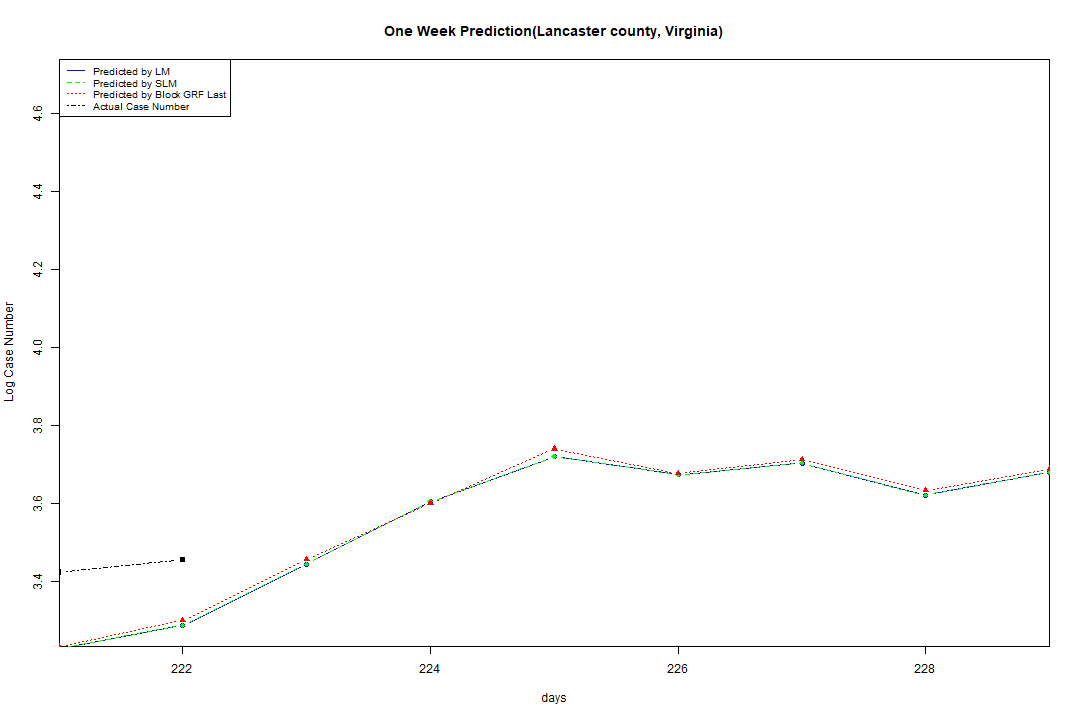 One Week Prediction(Lancaster county, Virginia)
Predicted by LM
Predicted by SLM
Predicted by Block GRF Last
Actual Case Number
4.6
4.4
4.2
4.0
3.8
3.6
3.4
Log Case Number
222 224 226 228
days